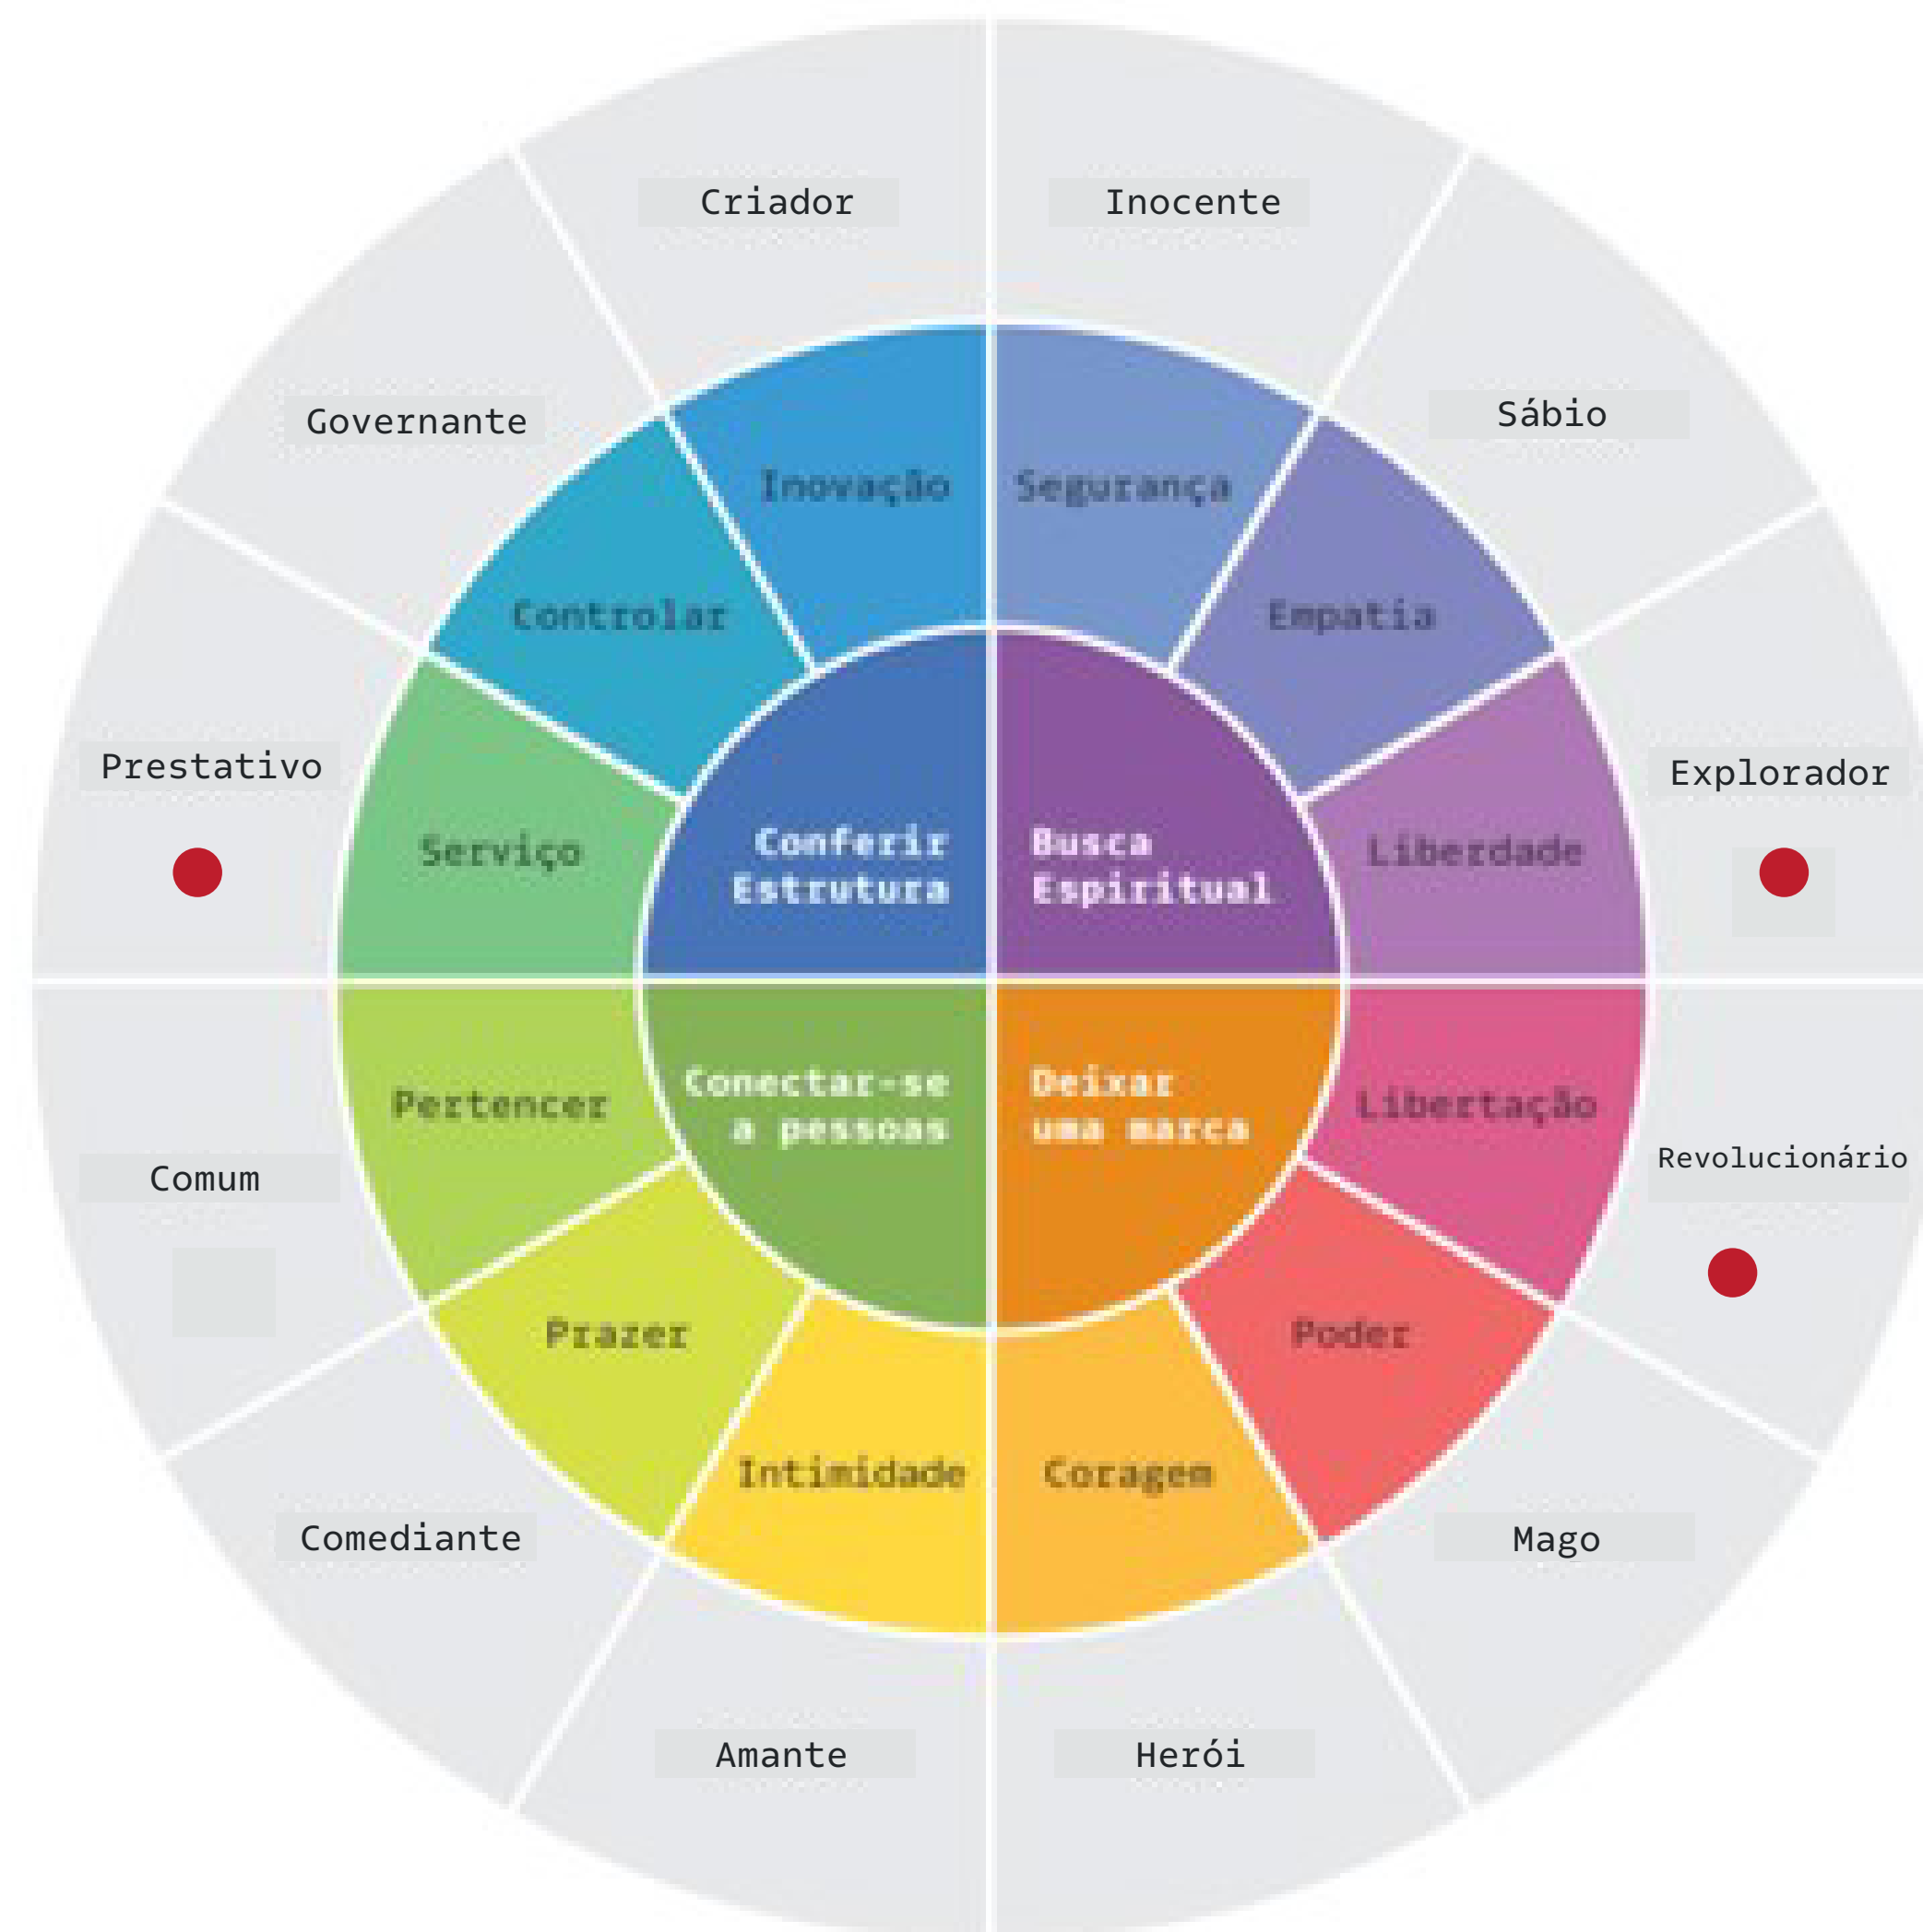 Criador
Inocente
Governante
Sábio
Inovação
Segurança
Controlar
Empatia
Prestativo
Explorador
Serviço
Conferir
Estrutura
Busca
Espiritual
Liberdade
Pertencer
Conectar-se
a pessoas
Deixar
uma marca
Libertação
Comum
Revolucionário
Prazer
Poder
Intimidade
Coragem
Comediante
Mago
Amante
Herói